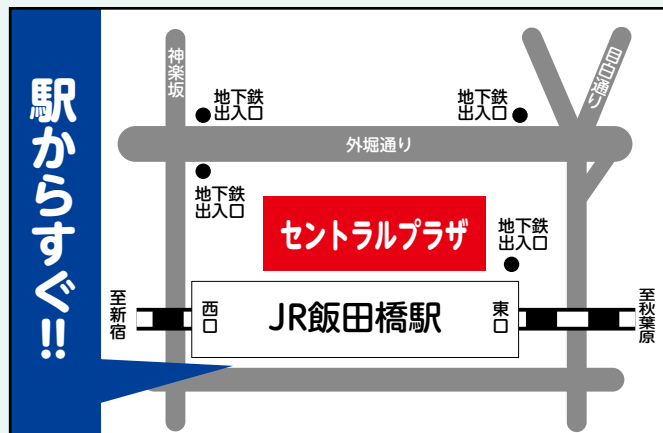 駅からすぐ!!
神楽坂
地下鉄
出入口
地下鉄
出入口
目白通り
外堀通り
地下鉄
出入口
セントラルプラザ
地下鉄
出入口
至新宿
西口
JR飯田橋駅
東口
至秋葉原